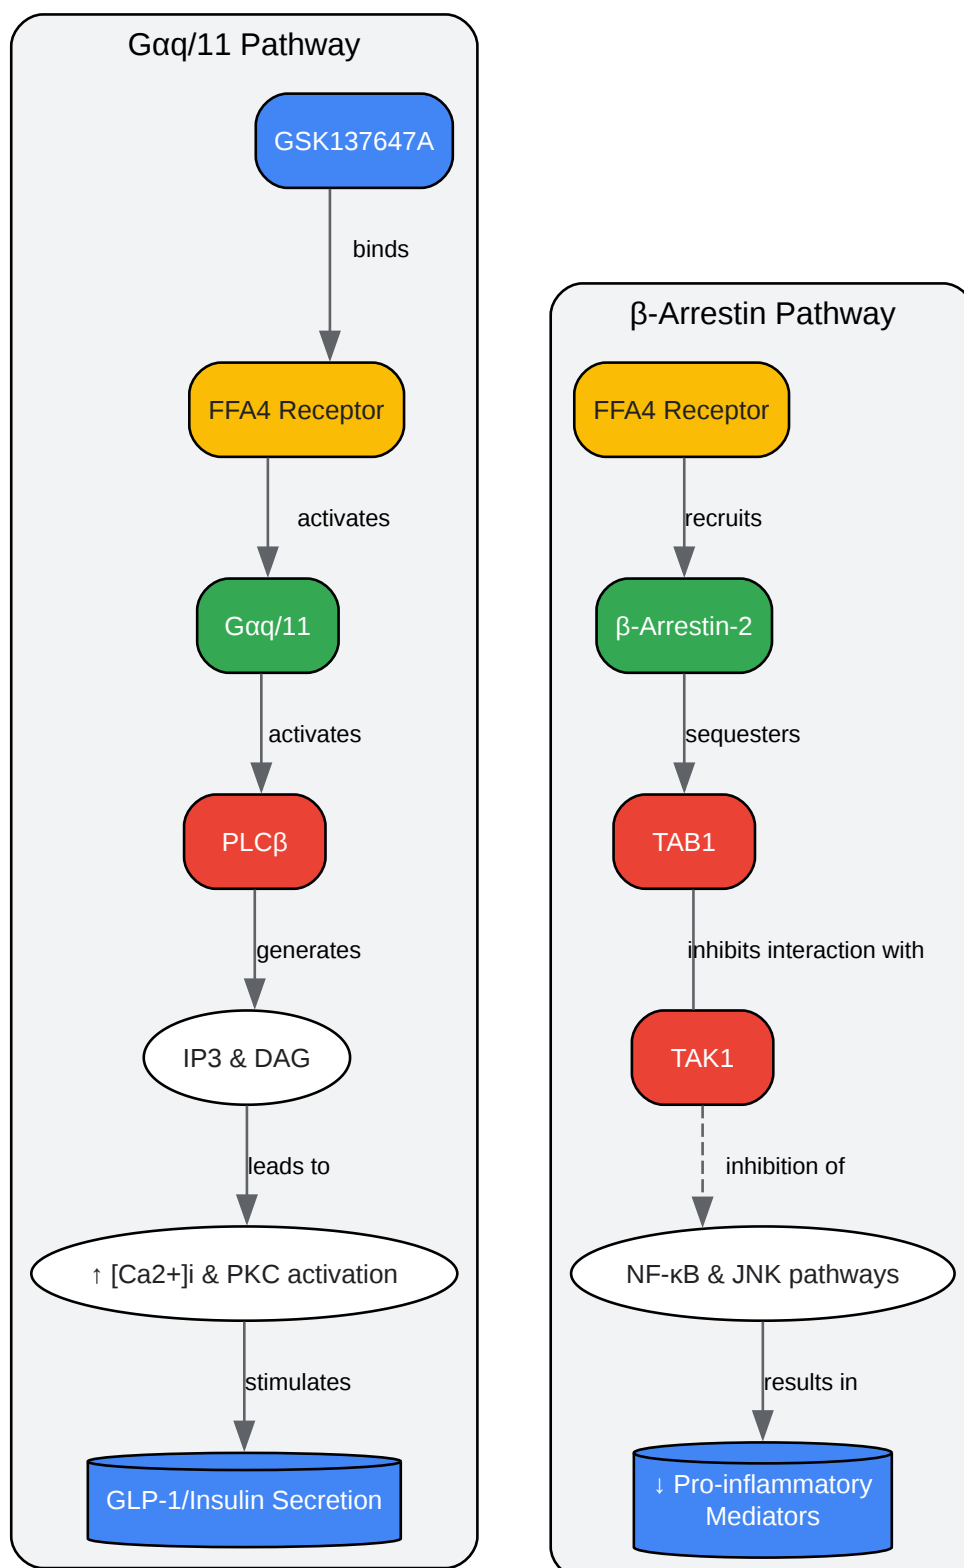 Gαq/11 Pathway
GSK137647A
binds
FFA4 Receptor
activates
Gαq/11
activates
PLCβ
generates
IP3 & DAG
leads to
↑ [Ca2+]i & PKC activation
stimulates
GLP-1/Insulin Secretion
β-Arrestin Pathway
FFA4 Receptor
recruits
β-Arrestin-2
sequesters
TAB1
inhibits interaction with
TAK1
inhibition of
NF-κB & JNK pathways
results in
↓ Pro-inflammatory
Mediators